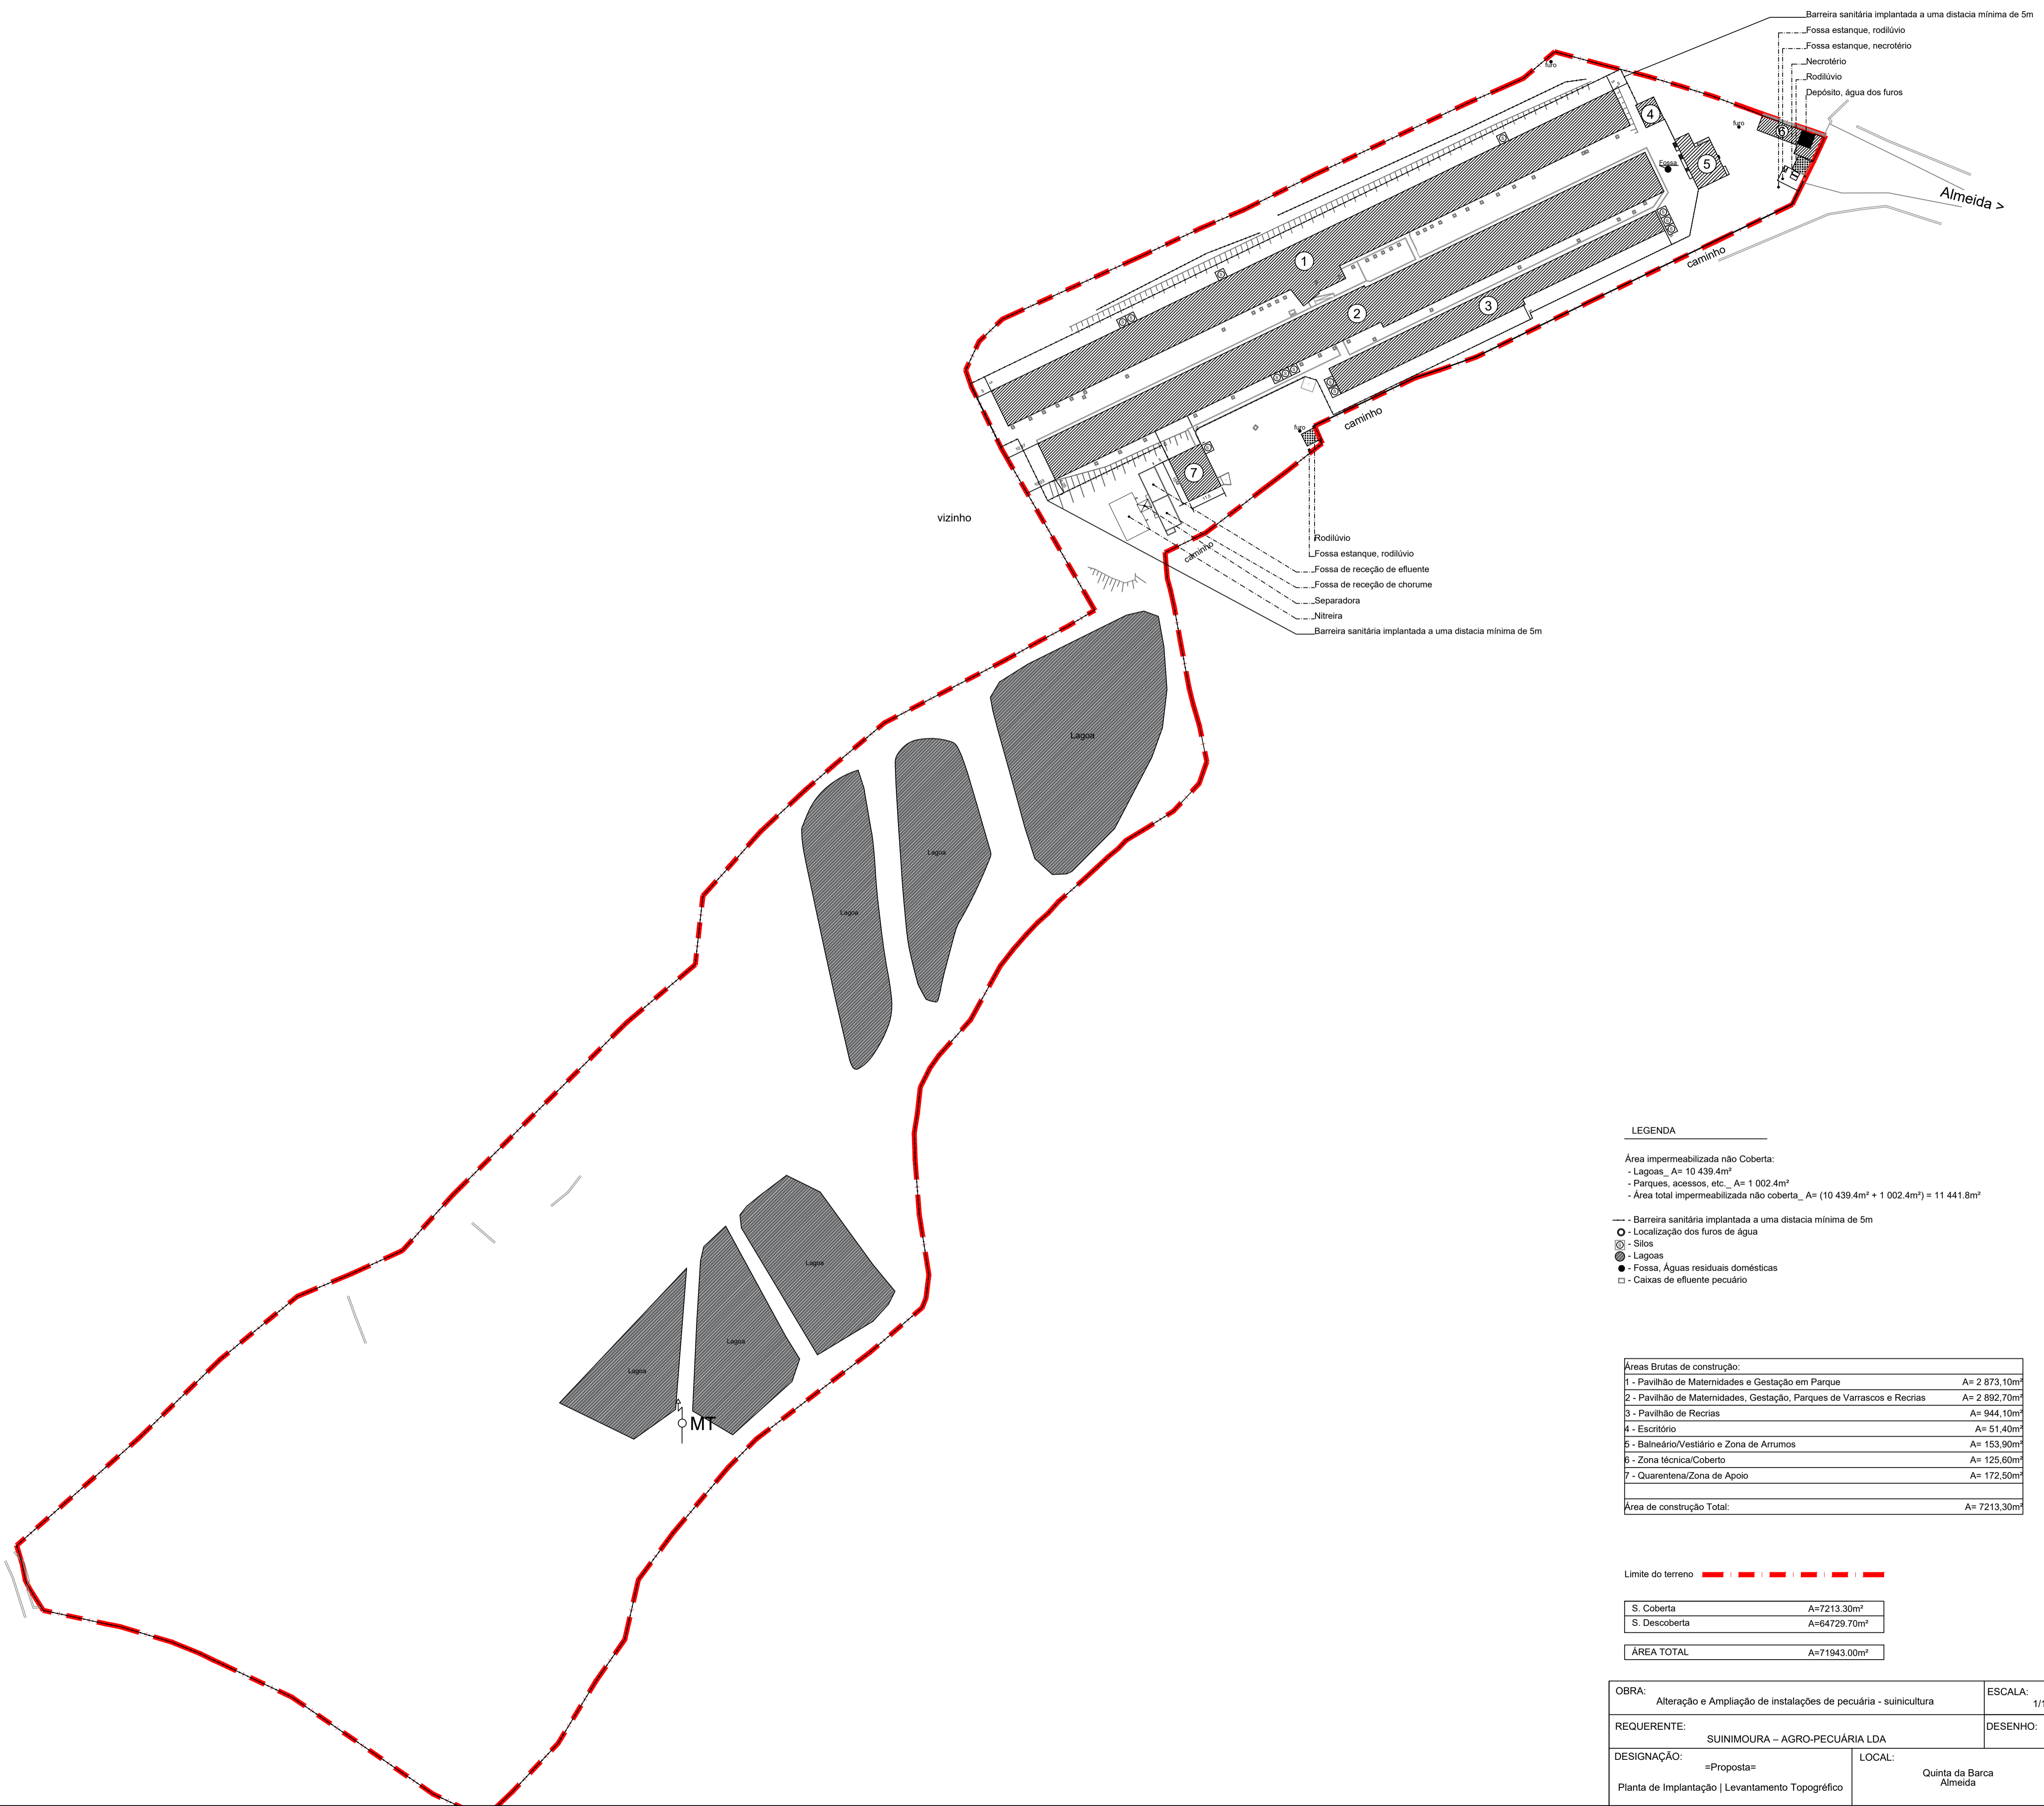 Barreira sanitária implantada a uma distacia mínima de 5m
Fossa estanque, rodilúvio
Fossa estanque, necrotério
Necrotério
Rodilúvio
Depósito, água dos furos
furo
furo
4
6
5
Fossa
Almeida >
caminho
1
2
3
caminho
furo
7
11.6
vizinho
caminho
Rodilúvio
Fossa estanque, rodilúvio
Fossa de receção de efluente
Fossa de receção de chorume
Separadora
Nitreira
Barreira sanitária implantada a uma distacia mínima de 5m
Lagoa
Lagoa
Lagoa
Lagoa
Lagoa
Lagoa
MT
LEGENDA
Área impermeabilizada não Coberta:
- Lagoas_ A= 10 439.4m²
- Parques, acessos, etc._ A= 1 002.4m²
- Área total impermeabilizada não coberta_ A= (10 439.4m² + 1 002.4m²) = 11 441.8m²
- Barreira sanitária implantada a uma distacia mínima de 5m
- Localização dos furos de água
- Silos
- Lagoas
- Fossa, Águas residuais domésticas
- Caixas de efluente pecuário
Áreas Brutas de construção:
1 - Pavilhão de Maternidades e Gestação em Parque A= 2 873,10m²
2 - Pavilhão de Maternidades, Gestação, Parques de Varrascos e Recrias A= 2 892,70m²
3 - Pavilhão de Recrias A= 944,10m²
4 - Escritório A= 51,40m²
5 - Balneário/Vestiário e Zona de Arrumos A= 153,90m²
6 - Zona técnica/Coberto A= 125,60m²
7 - Quarentena/Zona de Apoio A= 172,50m²
Área de construção Total: A= 7213,30m²
Limite do terreno
S. Coberta A=7213.30m²
S. Descoberta A=64729.70m²
ÁREA TOTAL A=71943.00m²
OBRA:
Alteração e Ampliação de instalações de pecuária - suinicultura
ESCALA:
1/1
REQUERENTE:
SUINIMOURA – AGRO-PECUÁRIA LDA
DESENHO:
DESIGNAÇÃO:
=Proposta=
Planta de Implantação | Levantamento Topogréfico
LOCAL:
Quinta da Barca
Almeida